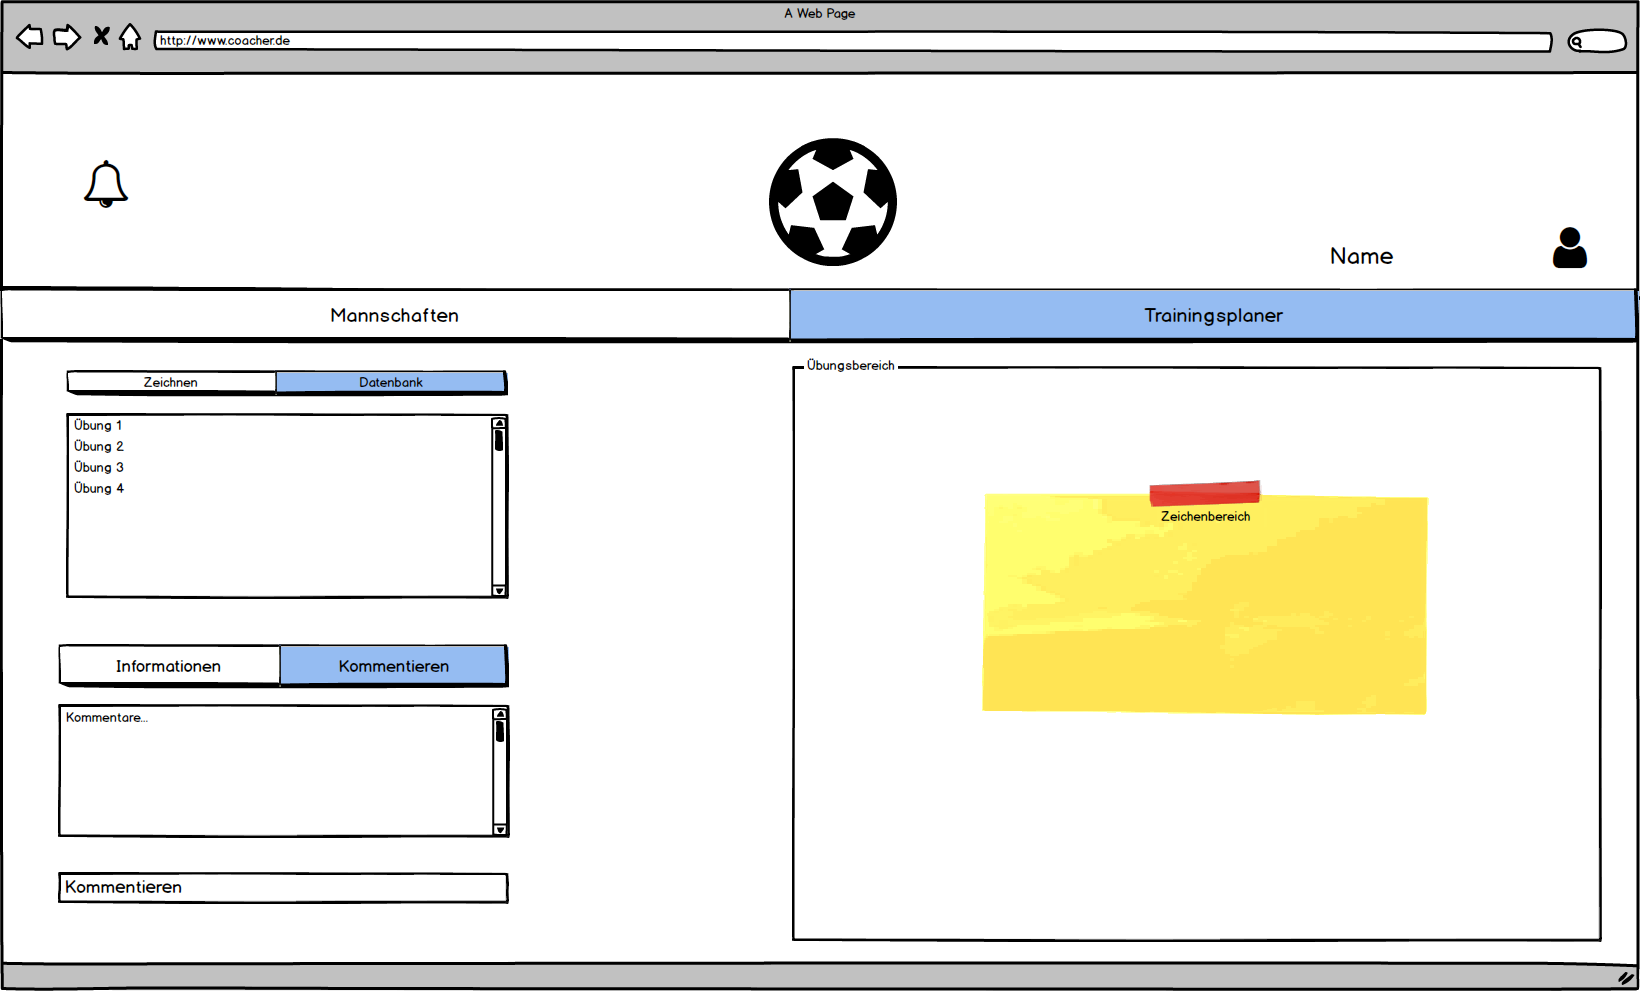 A Web Page
http://www.coacher.de
Name
Mannschaften
Trainingsplaner
Zeichnen
Datenbank
Übung 1
Übung 2
Übung 3
Übung 4
Informationen
Kommentieren
Kommentare...
Kommentieren
Übungsbereich
Zeichenbereich